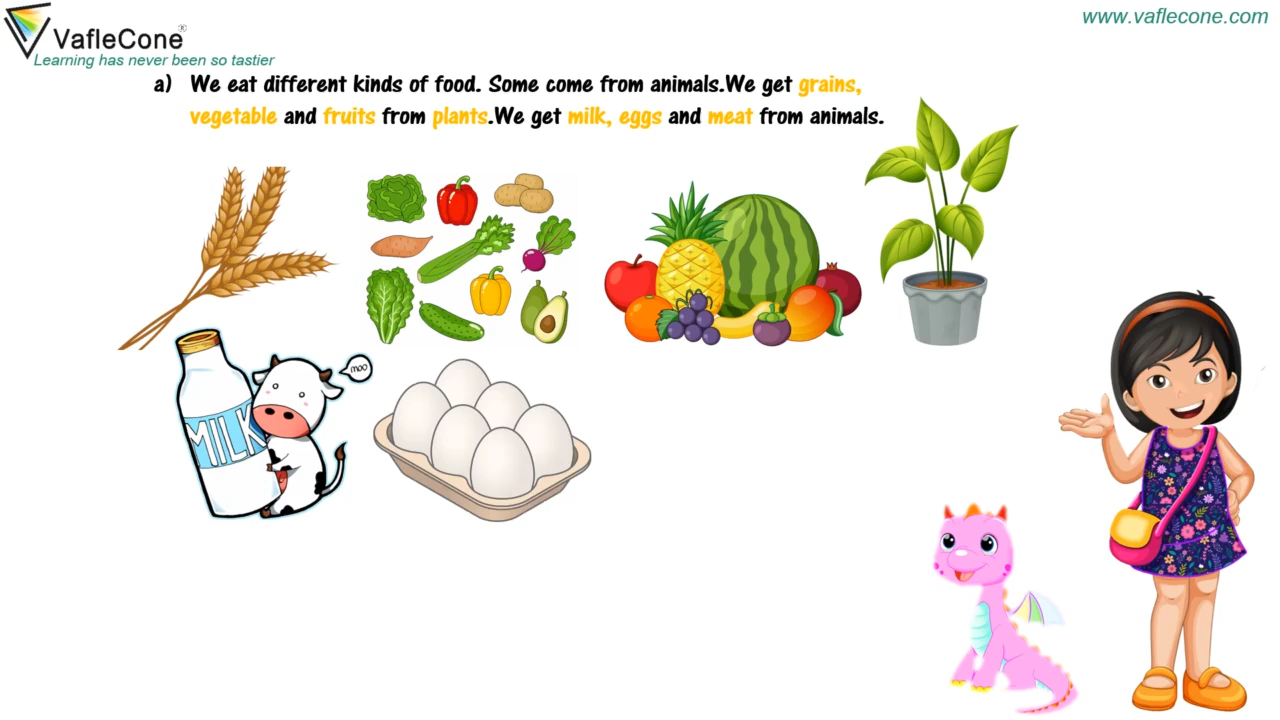 VafleCone®
Learning has never been so tastier
www.vaflecone.com
a) We eat different kinds of food. Some come from animals.We get grains,
vegetable and fruits from plants.We get milk, eggs and meat from animals.
MILK
moo